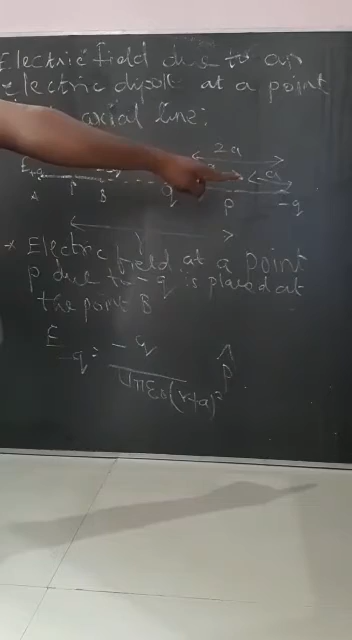 Electric field due to an
electric dipole at a point
axial line:
2a
a
E+q
q
P
-q
A
P
B
r
* Electric field at a point
p due to -q is placed at
the point B
E-q = -q / 4πε0(r+a)² p̂